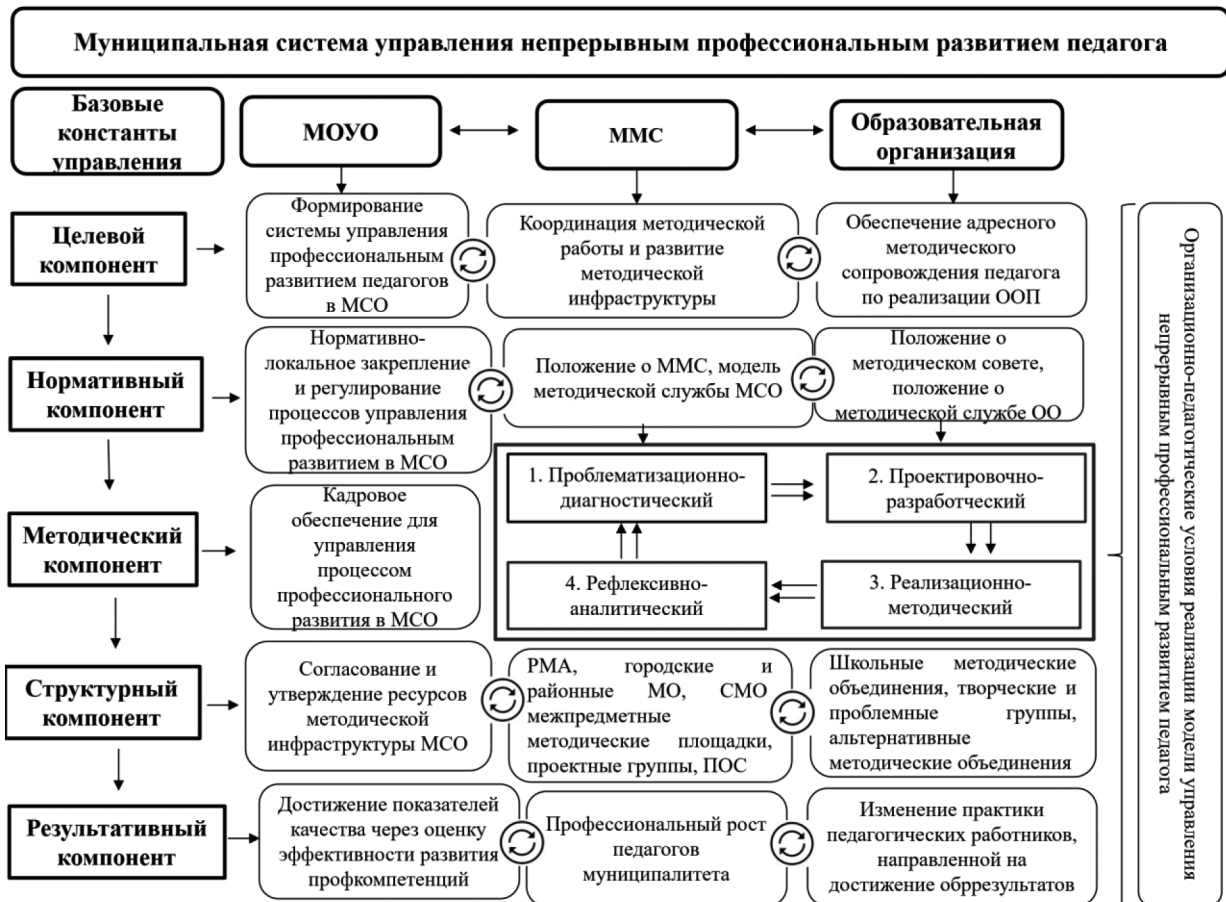 Муниципальная система управления непрерывным профессиональным развитием педагога
Базовые
константы
управления
МОУО
ММС
Образовательная
организация
Целевой
компонент
Формирование
системы управления
профессиональным
развитием педагогов
в МСО
Координация методической
работы и развитие
методической
инфраструктуры
Обеспечение адресного
методического
сопровождения педагога
по реализации ООП
Нормативный
компонент
Нормативно-
локальное закрепление
и регулирование
процессов управления
профессиональным
развитием в МСО
Положение о ММС, модель
методической службы МСО
Положение о
методическом совете,
положение о
методической службе ОО
Методический
компонент
Кадровое
обеспечение для
управления
процессом
профессионального
развития в МСО
1. Проблематизационно-
диагностический
2. Проектировочно-
разработческий
4. Рефлексивно-
аналитический
3. Реализационно-
методический
Структурный
компонент
Согласование и
утверждение ресурсов
методической
инфраструктуры МСО
РМА, городские и
районные МО, СМО
межпредметные
методические площадки,
проектные группы, ПОС
Школьные методические
объединения, творческие и
проблемные группы,
альтернативные
методические объединения
Результативный
компонент
Достижение показателей
качества через оценку
эффективности развития
профкомпетенций
Профессиональный рост
педагогов
муниципалитета
Изменение практики
педагогических работников,
направленной на
достижение обррезультатов
Организационно-педагогические условия реализации модели управления
непрерывным профессиональным развитием педагога